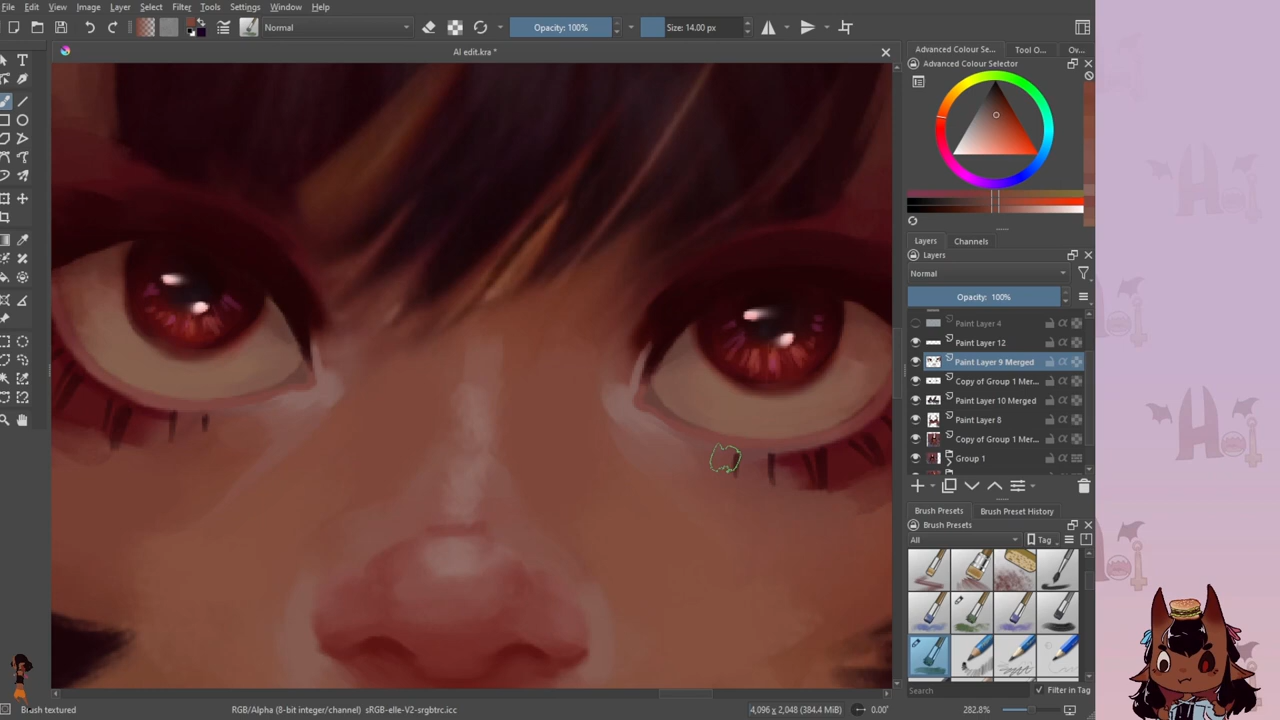 File Edit View Image Layer Select Filter Tools Settings Window Help
Normal Opacity: 100% Size: 14.00 px
AI edit.kra *
Advanced Colour Se... Tool O... Ov...
Advanced Colour Selector
Layers Channels
Layers
Normal
Opacity: 100%
Paint Layer 4
Paint Layer 12
Paint Layer 9 Merged
Copy of Group 1 Mer...
Paint Layer 10 Merged
Paint Layer 8
Copy of Group 1 Mer...
Group 1
Brush Presets Brush Preset History
Brush Presets
All Tag
Search Filter in Tag
Brush textured RGB/Alpha (8-bit integer/channel) sRGB-elle-V2-srgbtrc.icc 4,096 x 2,048 (384.4 MiB) 0.00° 282.8%